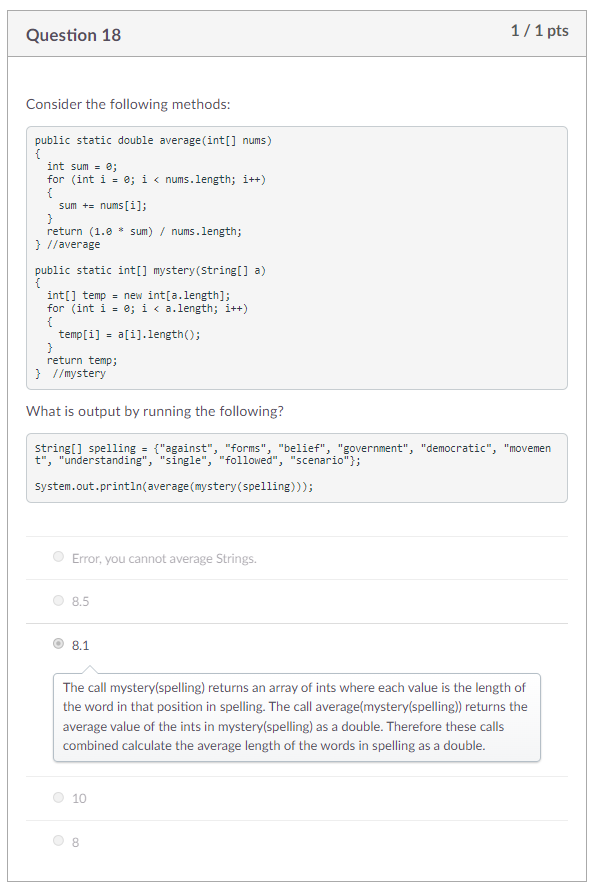 Question 18
1 / 1 pts
Consider the following methods:
public static double average(int[] nums)
{
  int sum = 0;
  for (int i = 0; i < nums.length; i++)
  {
    sum += nums[i];
  }
  return (1.0 * sum) / nums.length;
} //average
public static int[] mystery(String[] a)
{
  int[] temp = new int[a.length];
  for (int i = 0; i < a.length; i++)
  {
    temp[i] = a[i].length();
  }
  return temp;
}  //mystery
What is output by running the following?
String[] spelling = {"against", "forms", "belief", "government", "democratic", "movemen
t", "understanding", "single", "followed", "scenario"};
System.out.println(average(mystery(spelling)));
Error, you cannot average Strings.
8.5
8.1
The call mystery(spelling) returns an array of ints where each value is the length of
the word in that position in spelling. The call average(mystery(spelling)) returns the
average value of the ints in mystery(spelling) as a double. Therefore these calls
combined calculate the average length of the words in spelling as a double.
10
8